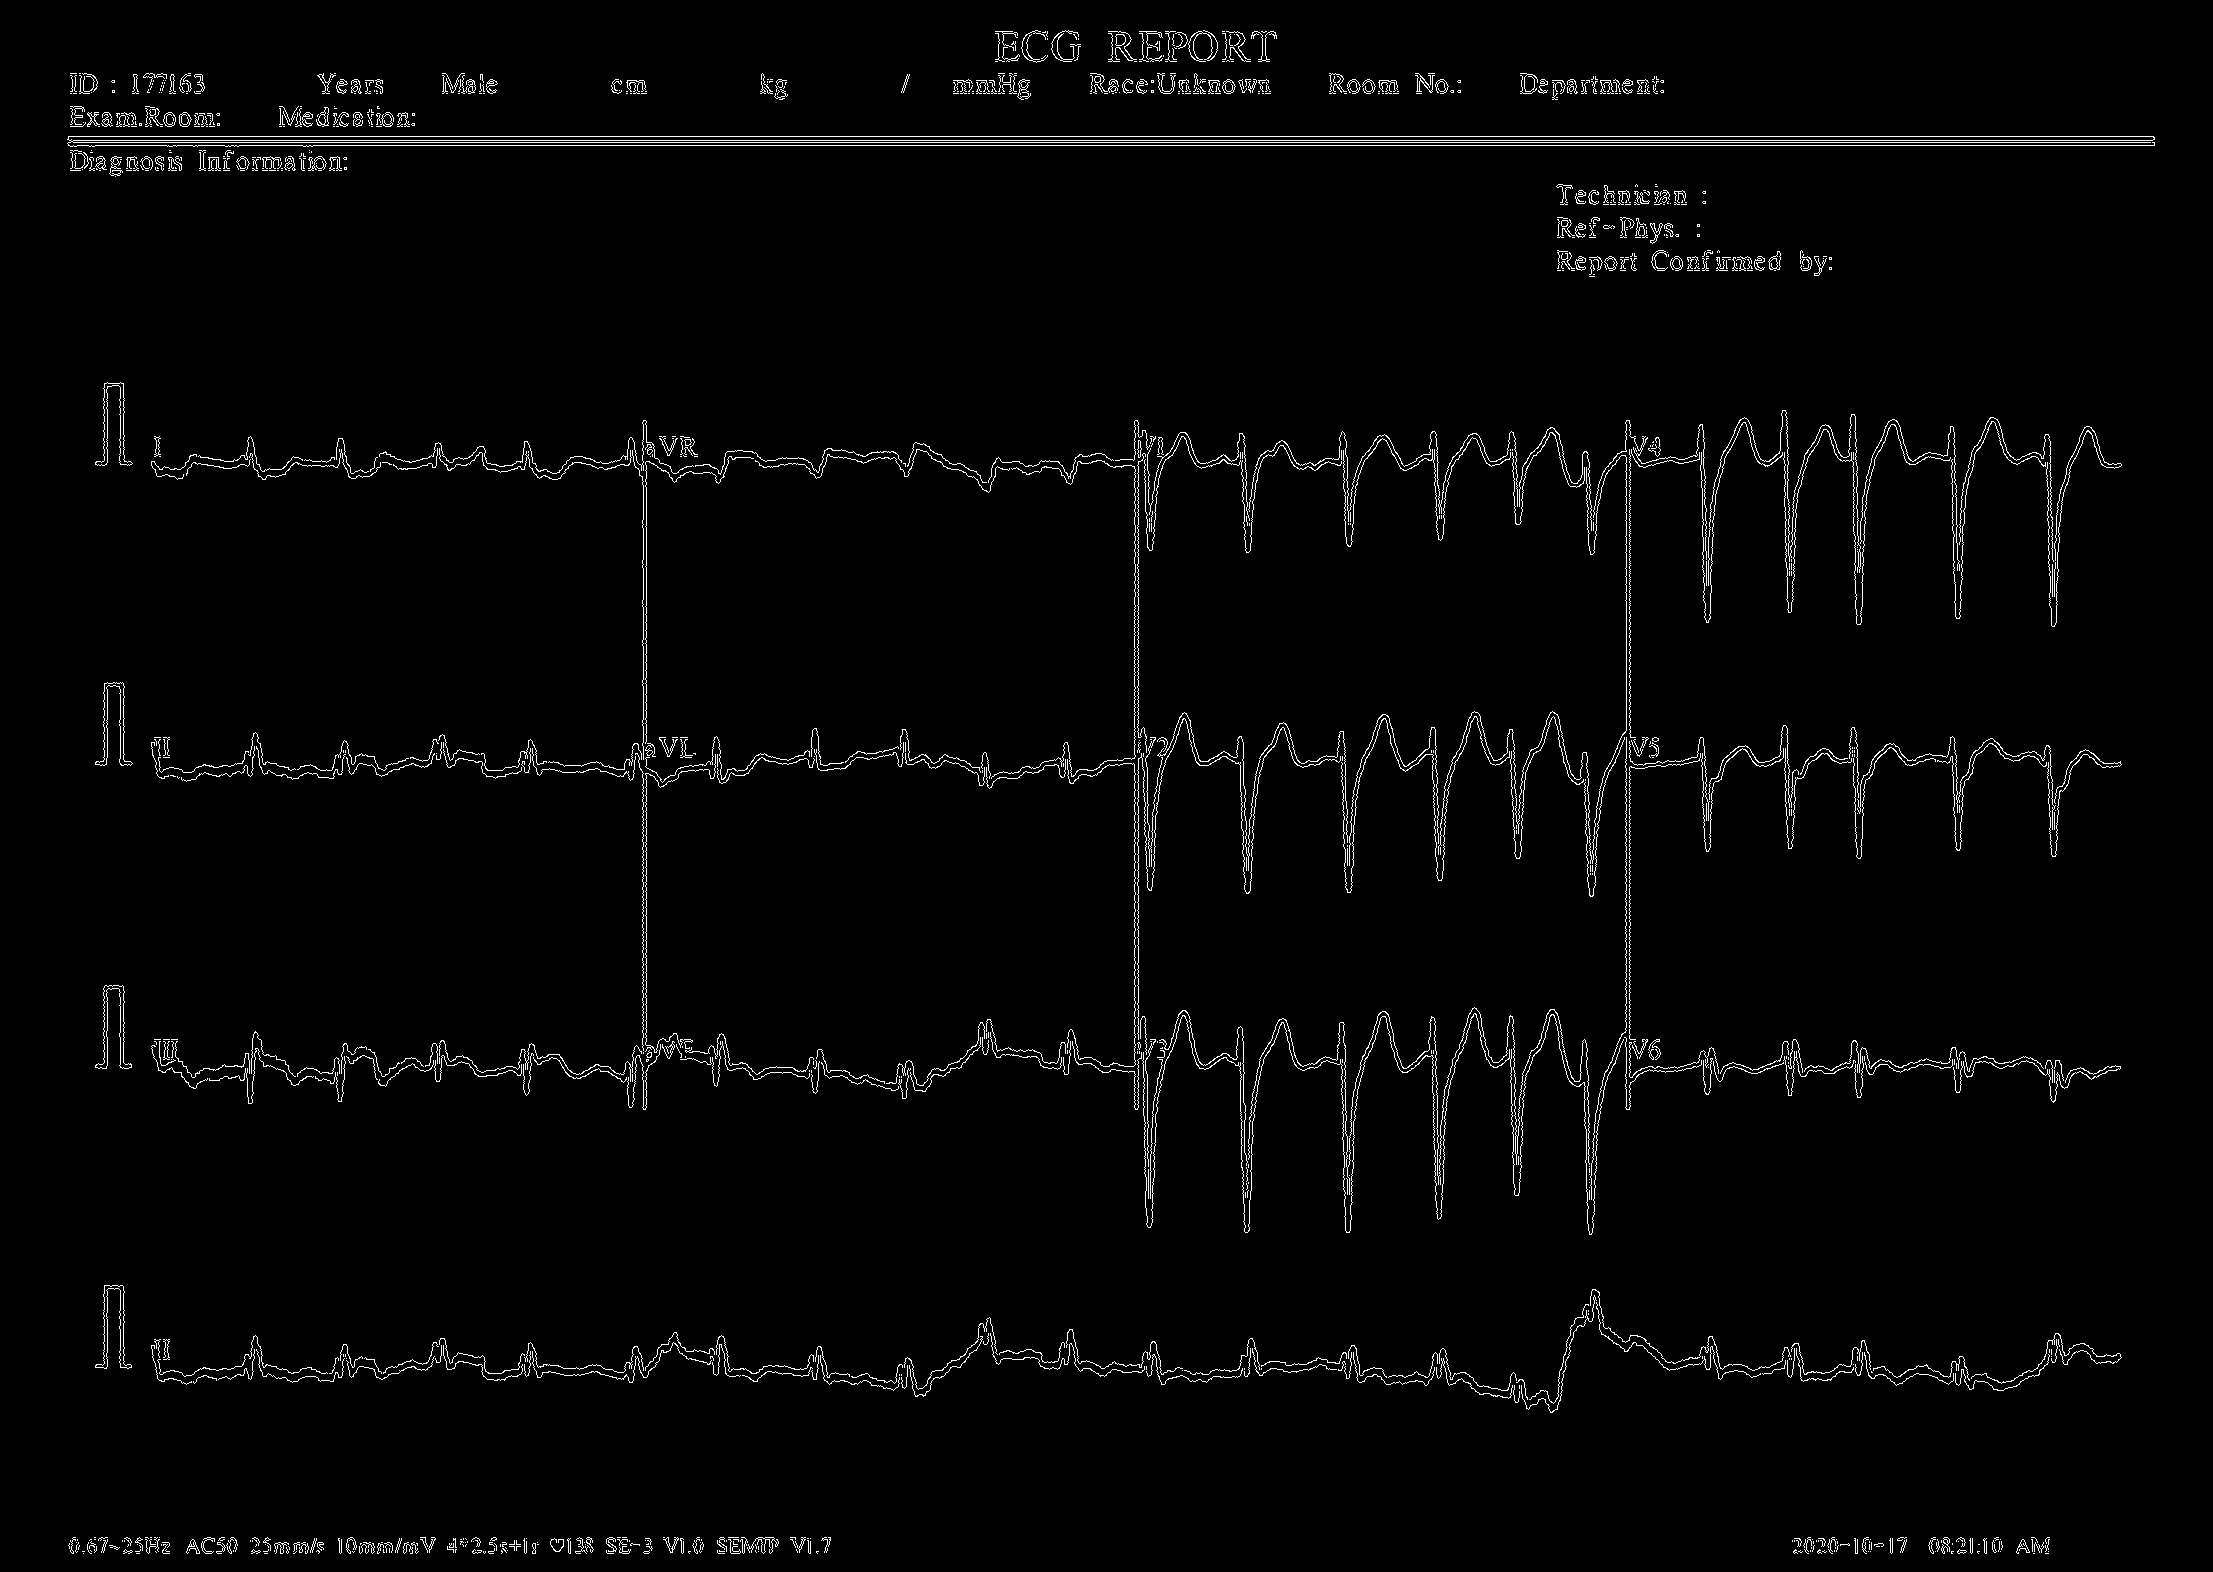 ECG REPORT
ID : 177163 Years Male cm kg / mmHg Race:Unknown Room No.: Department:
Exam.Room: Medication:
Diagnosis Information:
Technician :
Ref-Phys. :
Report Confirmed by:
I aVR V1 V4
II aVL V2 V5
III aVF V3 V6
II
0.67~25Hz AC50 25mm/s 10mm/mV 4*2.5s+1r ♡138 SE-3 V1.0 SEMIP V1.7 2020-10-17 08:21:10 AM